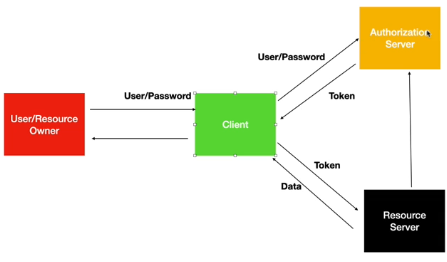 Authorization
Server
User/Password
User/Password
Token
User/Resource
Owner
Client
Token
Data
Resource
Server